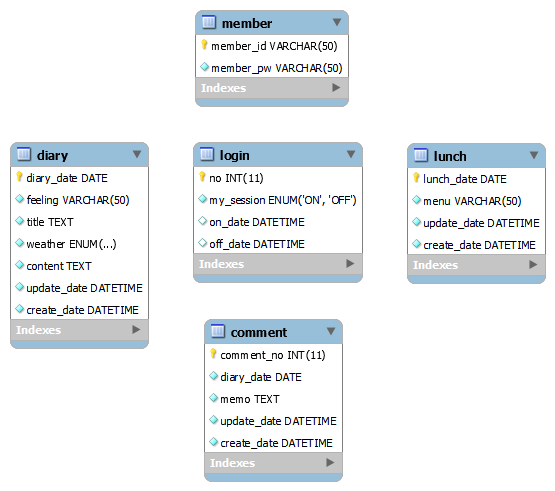 member
member_id VARCHAR(50)
member_pw VARCHAR(50)
Indexes
diary
diary_date DATE
feeling VARCHAR(50)
title TEXT
weather ENUM(...)
content TEXT
update_date DATETIME
create_date DATETIME
Indexes
login
no INT(11)
my_session ENUM('ON', 'OFF')
on_date DATETIME
off_date DATETIME
Indexes
lunch
lunch_date DATE
menu VARCHAR(50)
update_date DATETIME
create_date DATETIME
Indexes
comment
comment_no INT(11)
diary_date DATE
memo TEXT
update_date DATETIME
create_date DATETIME
Indexes